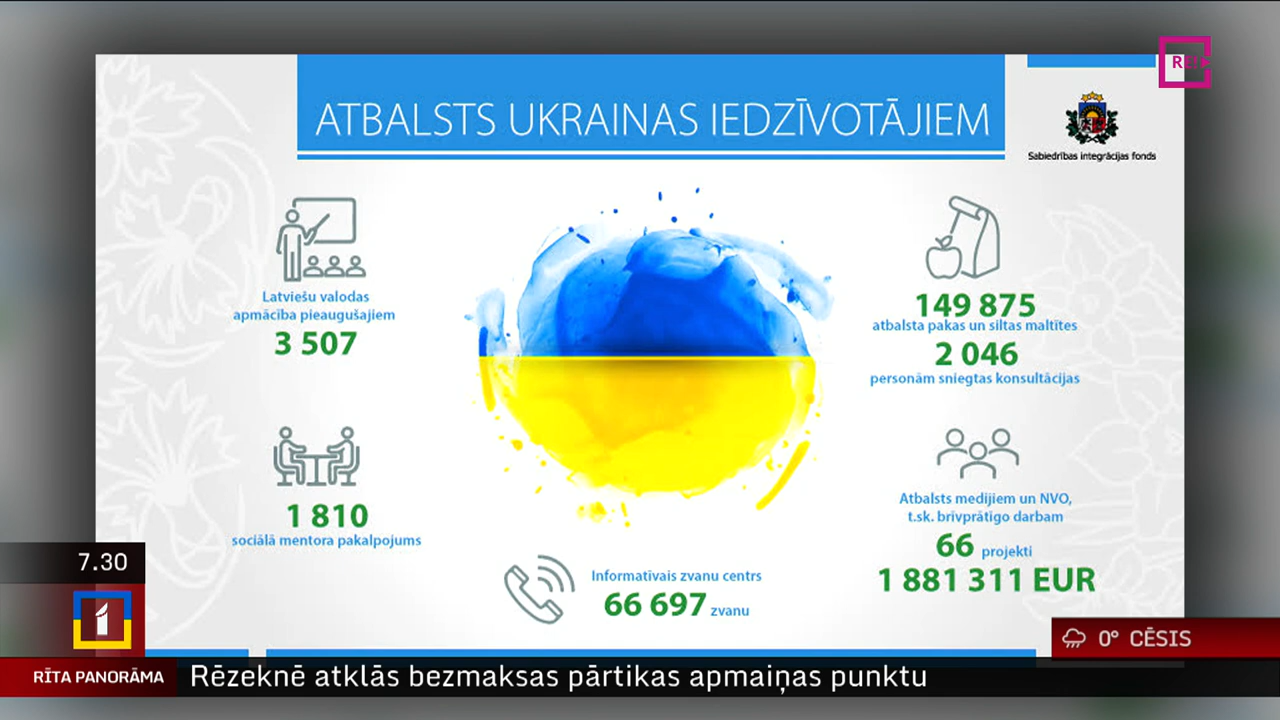 REPLAY
ATBALSTS UKRAINAS IEDZĪVOTĀJIEM
Sabiedrības integrācijas fonds
Latviešu valodas
apmācība pieaugušajiem
3 507
149 875
atbalsta pakas un siltas maltītes
2 046
personām sniegtas konsultācijas
1 810
sociālā mentora pakalpojums
Atbalsts medijiem un NVO,
t.sk. brīvprātīgo darbam
66 projekti
1 881 311 EUR
Informatīvais zvanu centrs
66 697 zvanu
7.30
1
0° CĒSIS
RĪTA PANORĀMA
Rēzeknē atklās bezmaksas pārtikas apmaiņas punktu